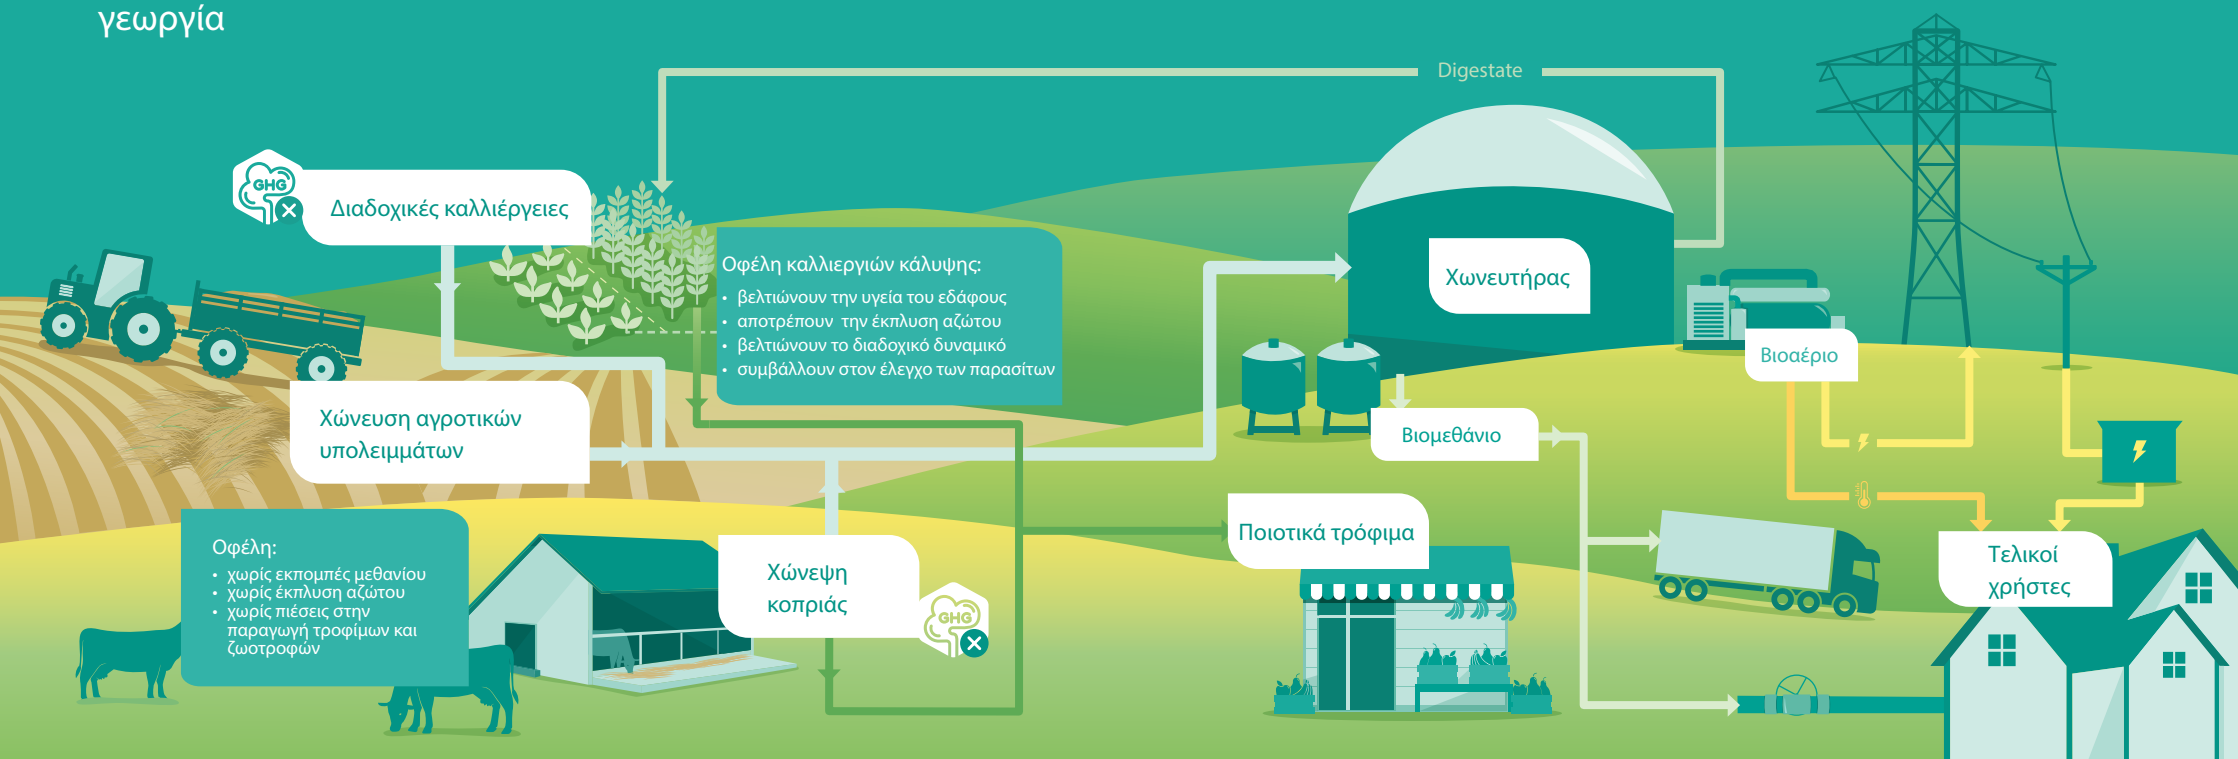 γεωργία
Digestate
GHG
Διαδοχικές καλλιέργειες
Οφέλη καλλιεργιών κάλυψης:
• βελτιώνουν την υγεία του εδάφους
• αποτρέπουν την έκπλυση αζώτου
• βελτιώνουν το διαδοχικό δυναμικό
• συμβάλλουν στον έλεγχο των παρασίτων
Χωνευτήρας
Βιοαέριο
Χώνευση αγροτικών
υπολειμμάτων
Βιομεθάνιο
Ποιοτικά τρόφιμα
Οφέλη:
• χωρίς εκπομπές μεθανίου
• χωρίς έκπλυση αζώτου
• χωρίς πιέσεις στην
παραγωγή τροφίμων και
ζωοτροφών
Χώνεψη
κοπριάς
GHG
Τελικοί
χρήστες